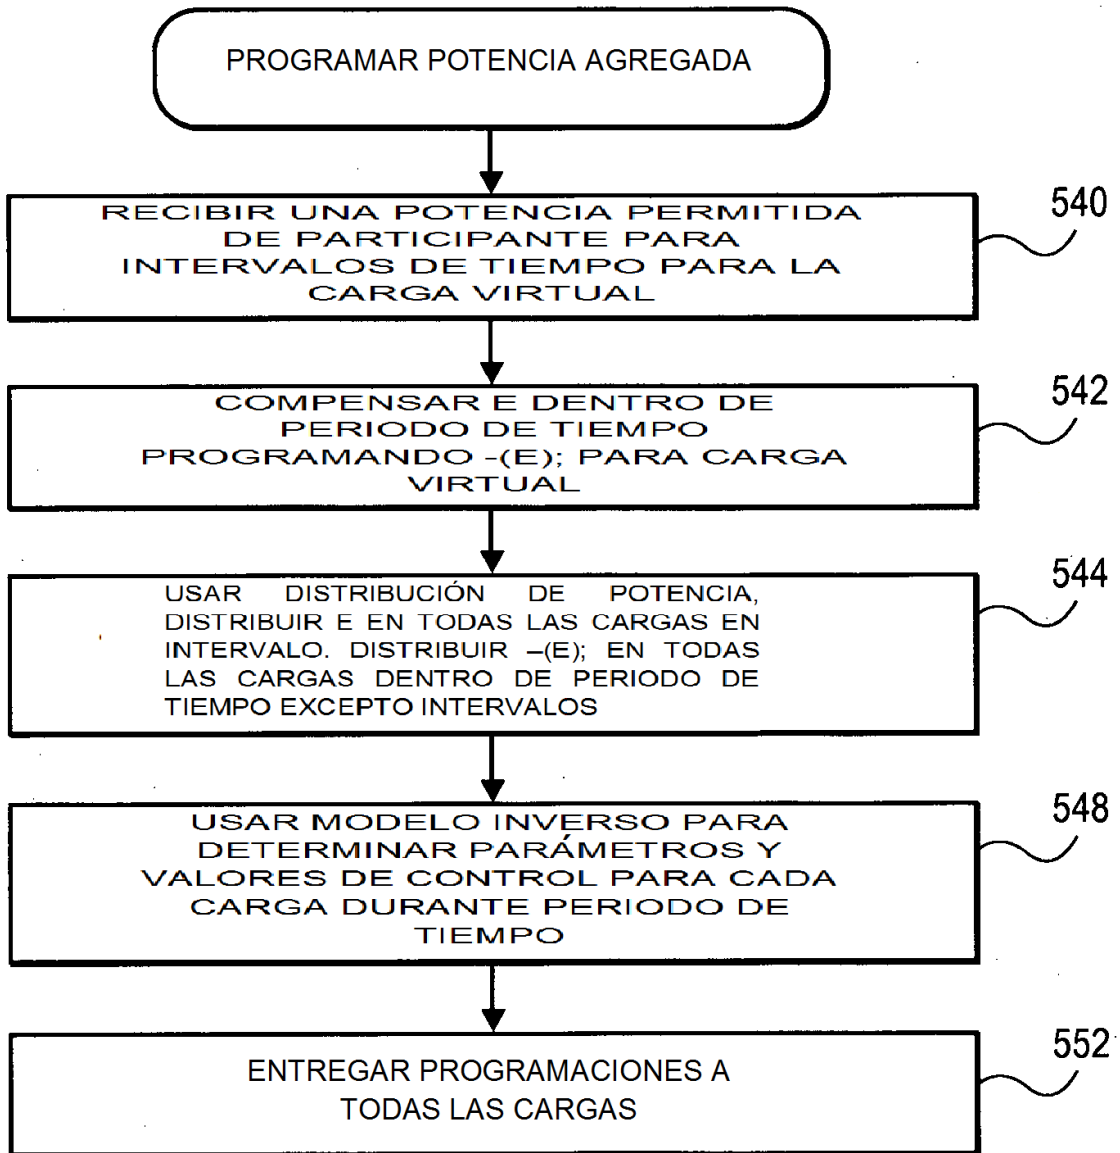 PROGRAMAR POTENCIA AGREGADA
RECIBIR UNA POTENCIA PERMITIDA
DE PARTICIPANTE PARA
INTERVALOS DE TIEMPO PARA LA
CARGA VIRTUAL
540
COMPENSAR E DENTRO DE
PERIODO DE TIEMPO
PROGRAMANDO -(E); PARA CARGA
VIRTUAL
542
USAR DISTRIBUCIÓN DE POTENCIA,
DISTRIBUIR E EN TODAS LAS CARGAS EN
INTERVALO. DISTRIBUIR –(E); EN TODAS
LAS CARGAS DENTRO DE PERIODO DE
TIEMPO EXCEPTO INTERVALOS
544
USAR MODELO INVERSO PARA
DETERMINAR PARÁMETROS Y
VALORES DE CONTROL PARA CADA
CARGA DURANTE PERIODO DE
TIEMPO
548
ENTREGAR PROGRAMACIONES A
TODAS LAS CARGAS
552